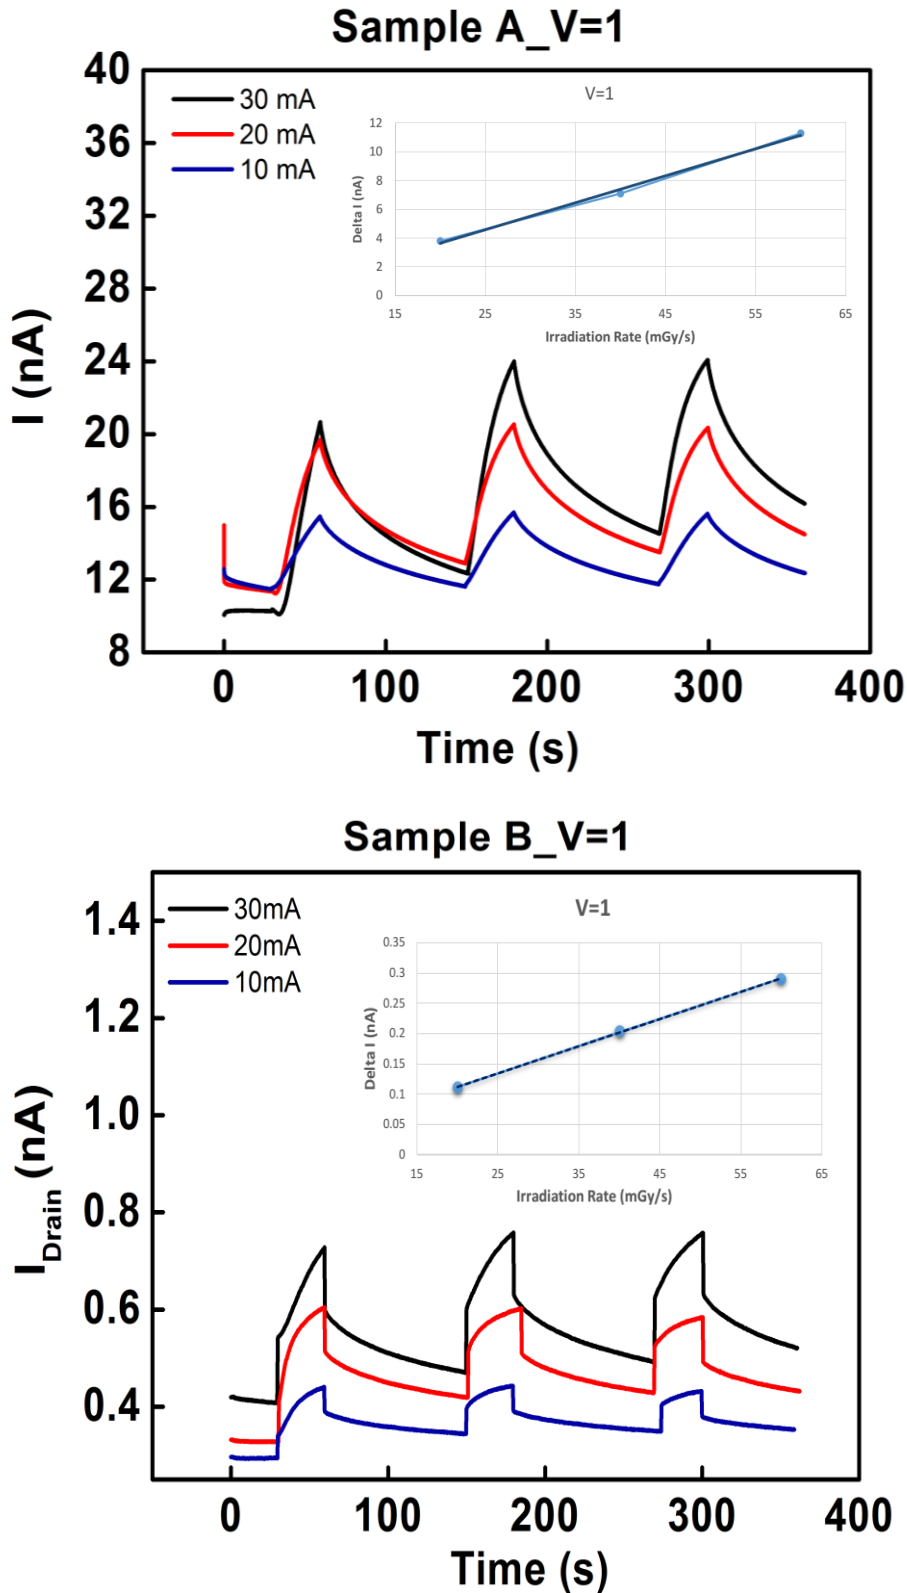 Sample A_V=1
40
36
32
28
24
20
16
12
8
I (nA)
30 mA
20 mA
10 mA
V=1
12
10
8
6
4
2
0
Delta I (nA)
15 25 35 45 55 65
Irradiation Rate (mGy/s)
0 100 200 300 400
Time (s)
Sample B_V=1
1.4
1.2
1.0
0.8
0.6
0.4
I_Drain (nA)
30mA
20mA
10mA
V=1
0.35
0.3
0.25
0.2
0.15
0.1
0.05
0
Delta I (nA)
15 25 35 45 55 65
Irradiation Rate (mGy/s)
0 100 200 300 400
Time (s)